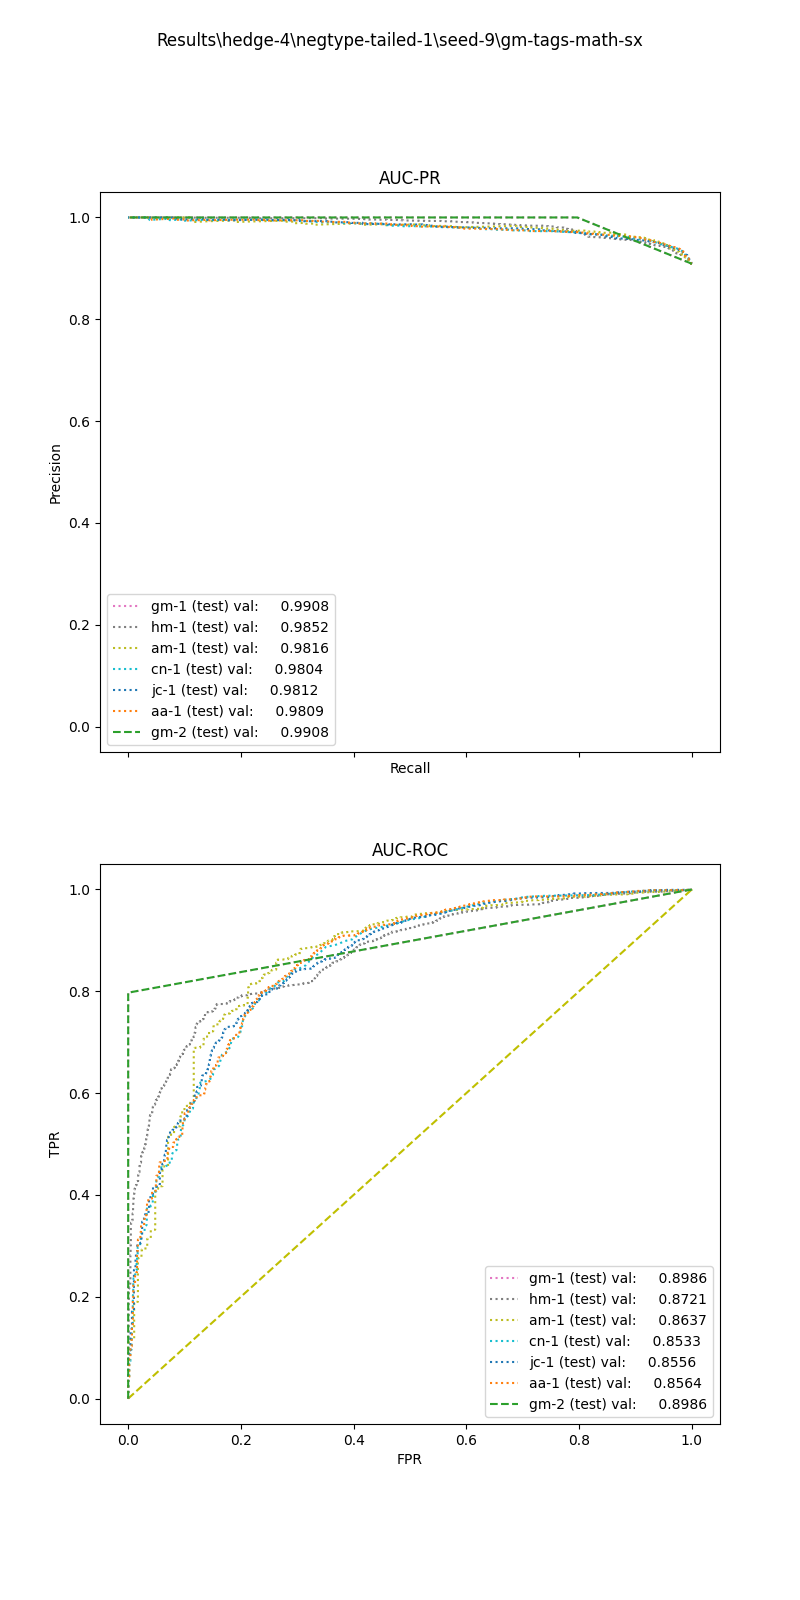 Results\hedge-4\negtype-tailed-1\seed-9\gm-tags-math-sx
AUC-PR
1.0
0.8
0.6
0.4
0.2
0.0
Precision
gm-1 (test) val: 0.9908
hm-1 (test) val: 0.9852
am-1 (test) val: 0.9816
cn-1 (test) val: 0.9804
jc-1 (test) val: 0.9812
aa-1 (test) val: 0.9809
gm-2 (test) val: 0.9908
Recall
AUC-ROC
1.0
0.8
0.6
0.4
0.2
0.0
TPR
gm-1 (test) val: 0.8986
hm-1 (test) val: 0.8721
am-1 (test) val: 0.8637
cn-1 (test) val: 0.8533
jc-1 (test) val: 0.8556
aa-1 (test) val: 0.8564
gm-2 (test) val: 0.8986
0.0 0.2 0.4 0.6 0.8 1.0
FPR